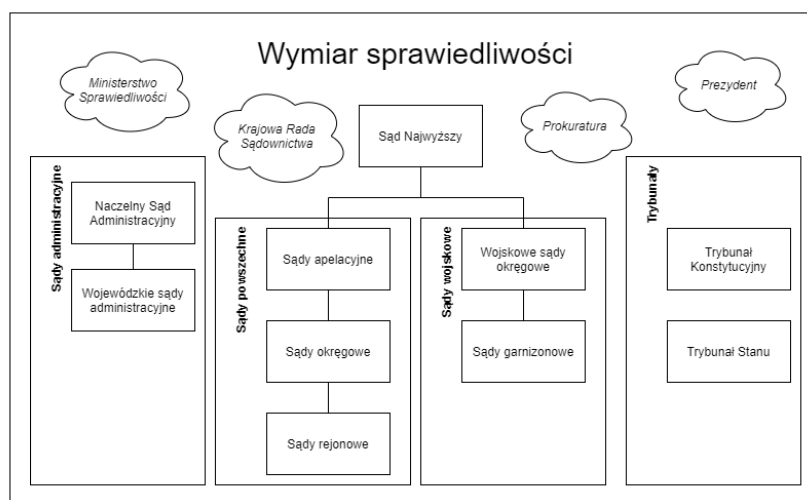 Wymiar sprawiedliwości
Ministerstwo
Sprawiedliwości
Krajowa Rada
Sądownictwa
Sąd Najwyższy
Prokuratura
Prezydent
Sądy administracyjne
Naczelny Sąd
Administracyjny
Wojewódzkie sądy
administracyjne
Sądy powszechne
Sądy apelacyjne
Sądy okręgowe
Sądy rejonowe
Sądy wojskowe
Wojskowe sądy
okręgowe
Sądy garnizonowe
Trybunały
Trybunał
Konstytucyjny
Trybunał Stanu